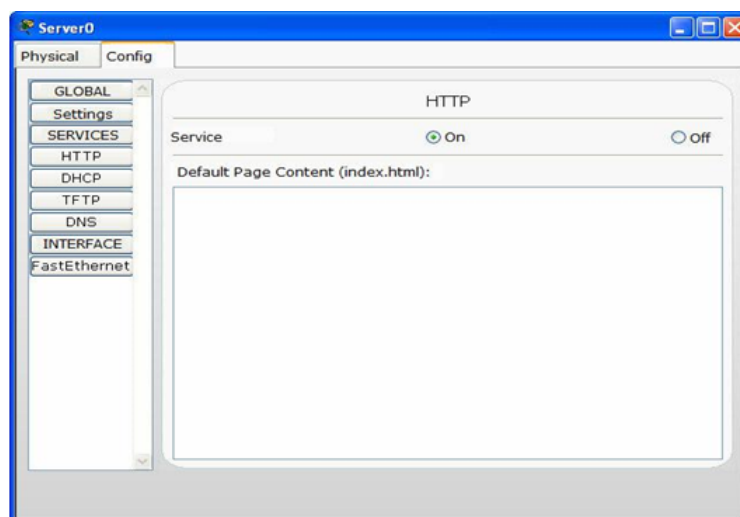 Server0
Physical Config
GLOBAL
Settings
SERVICES
HTTP
DHCP
TFTP
DNS
INTERFACE
FastEthernet
HTTP
Service On Off
Default Page Content (index.html):